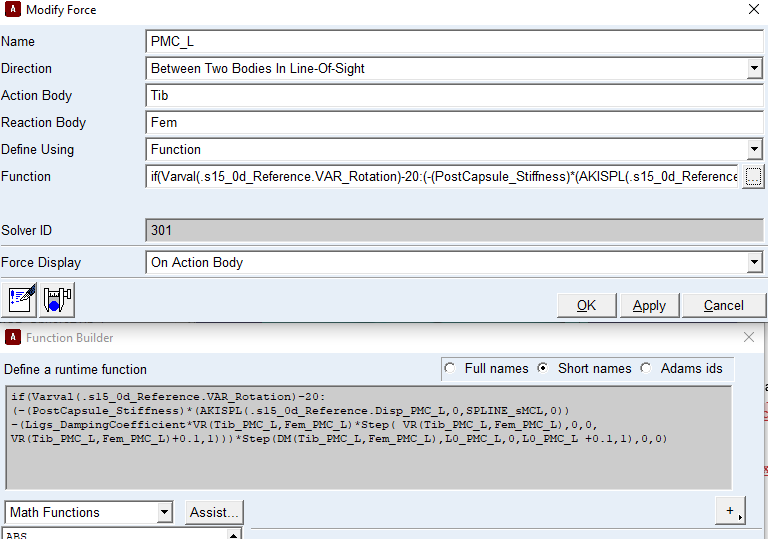 A Modify Force
Name PMC_L
Direction Between Two Bodies In Line-Of-Sight
Action Body Tib
Reaction Body Fem
Define Using Function
Function if(Varval(.s15_0d_Reference.VAR_Rotation)-20:(-(PostCapsule_Stiffness)*(AKISPL(.s15_0d_Reference ...
Solver ID 301
Force Display On Action Body
OK Apply Cancel
A Function Builder
Define a runtime function Full names Short names Adams ids
if(Varval(.s15_0d_Reference.VAR_Rotation)-20:
(-(PostCapsule_Stiffness)*(AKISPL(.s15_0d_Reference.Disp_PMC_L,0,SPLINE_sMCL,0))
-(Ligs_DampingCoefficient*VR(Tib_PMC_L,Fem_PMC_L)*Step( VR(Tib_PMC_L,Fem_PMC_L),0,0,
VR(Tib_PMC_L,Fem_PMC_L)+0.1,1)))*Step(DM(Tib_PMC_L,Fem_PMC_L),L0_PMC_L,0,L0_PMC_L +0.1,1),0,0)
Math Functions Assist... +
ABS